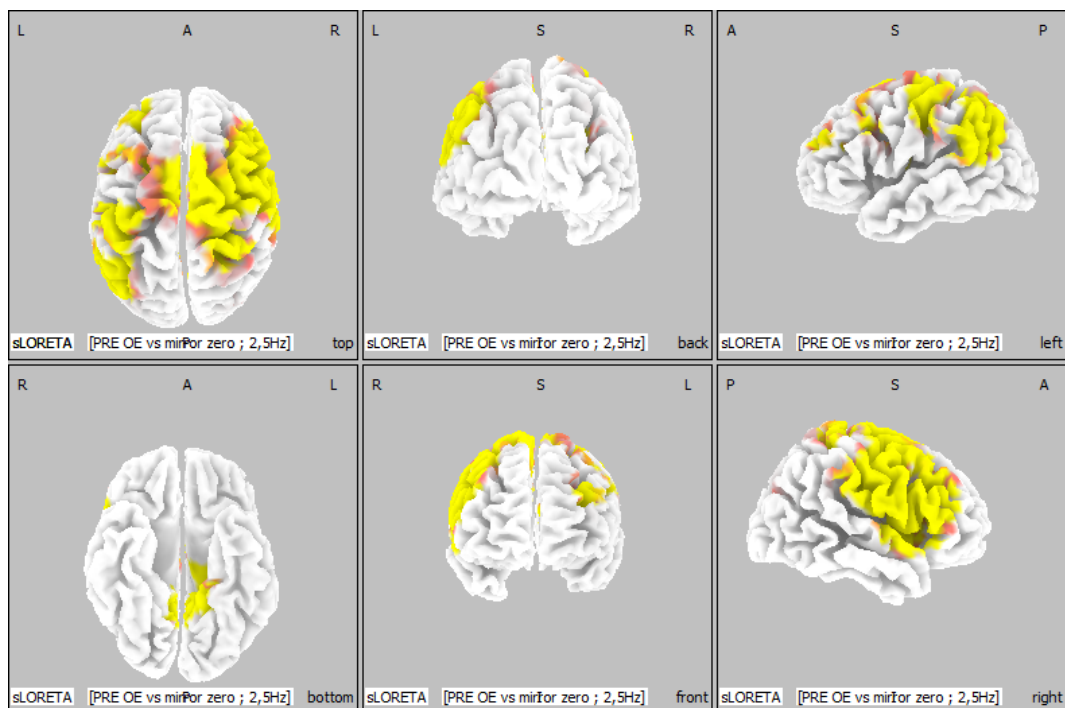 L A R
sLORETA [PRE OE vs mirror zero ; 2,5Hz] top
L S R
sLORETA [PRE OE vs mirror zero ; 2,5Hz] back
A S P
sLORETA [PRE OE vs mirror zero ; 2,5Hz] left
R A L
sLORETA [PRE OE vs mirror zero ; 2,5Hz] bottom
R S L
sLORETA [PRE OE vs mirror zero ; 2,5Hz] front
P S A
sLORETA [PRE OE vs mirror zero ; 2,5Hz] right